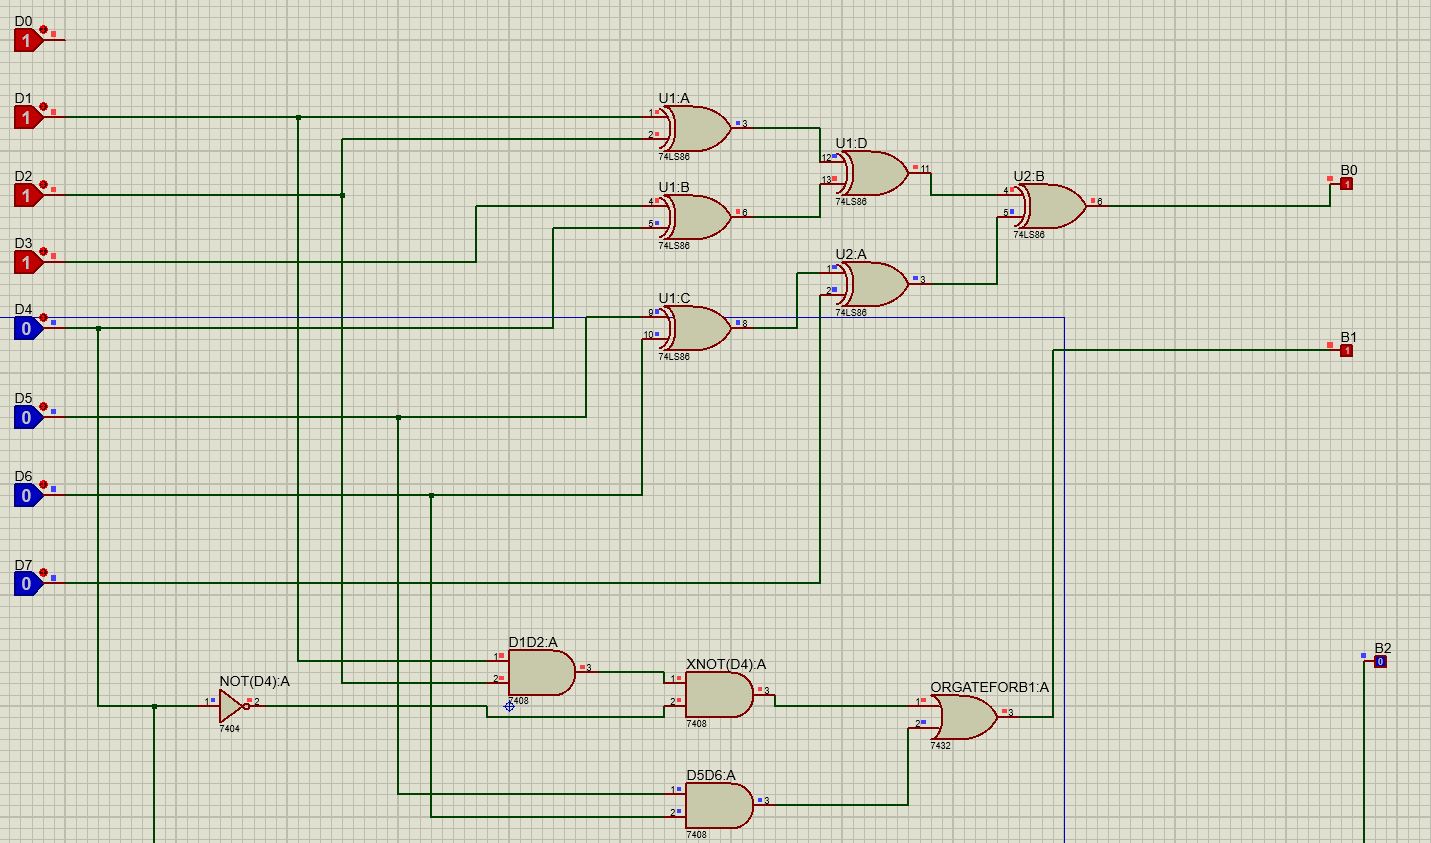 D0
1
D1
1
U1:A
1
2
3
74LS86
U1:D
12
13
11
74LS86
D2
1
U1:B
4
5
6
74LS86
U2:B
4
5
6
74LS86
B0
1
D3
1
U2:A
1
2
3
74LS86
D4
0
U1:C
9
10
8
74LS86
B1
1
D5
0
D6
0
D7
0
D1D2:A
1
2
3
7408
XNOT(D4):A
1
2
3
7408
B2
0
NOT(D4):A
1
2
7404
ORGATEFORB1:A
1
2
3
7432
D5D6:A
1
2
3
7408